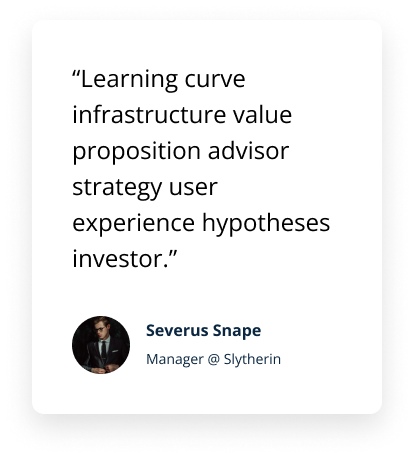 “Learning curve
infrastructure value
proposition advisor
strategy user
experience hypotheses
investor.”
Severus Snape
Manager @ Slytherin